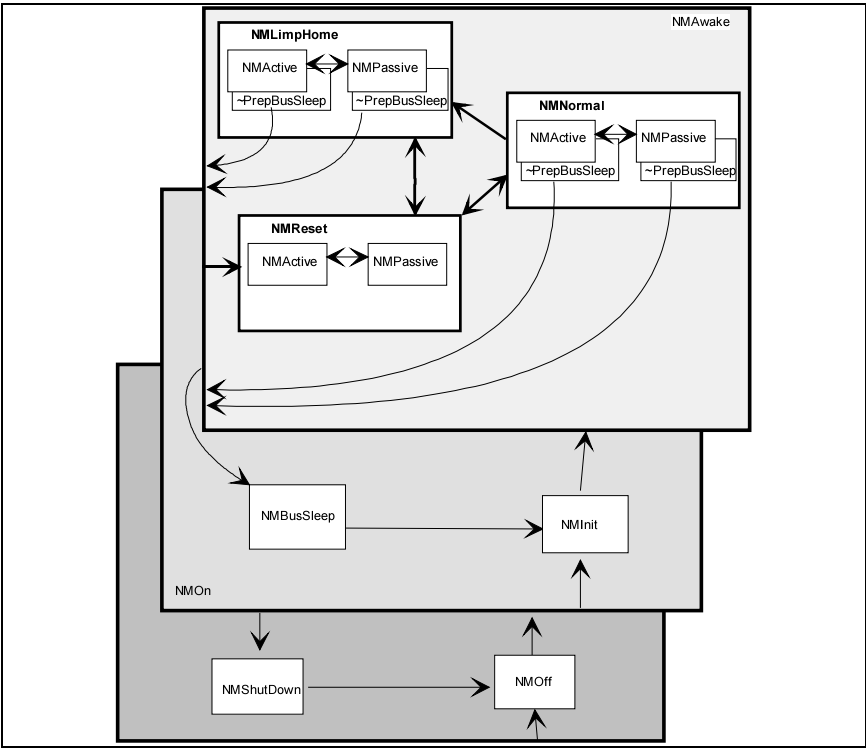 NMAwake
NMLimpHome
NMActive
NMPassive
~PrepBusSleep
~PrepBusSleep
NMNormal
NMActive
NMPassive
~PrepBusSleep
~PrepBusSleep
NMReset
NMActive
NMPassive
NMBusSleep
NMInit
NMOn
NMShutDown
NMOff